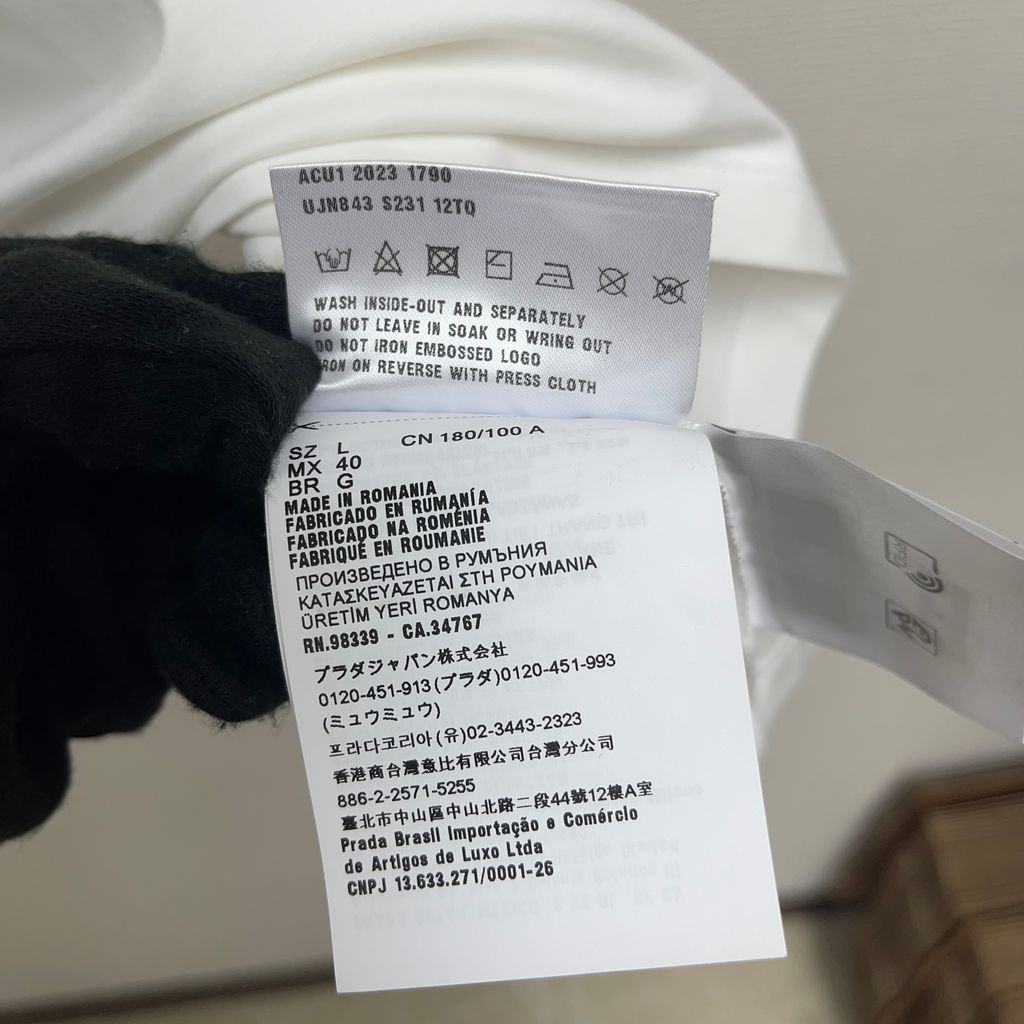 ACU1 2023 1790
UJN843 S231 12TQ
WASH INSIDE-OUT AND SEPARATELY
DO NOT LEAVE IN SOAK OR WRING OUT
DO NOT IRON EMBOSSED LOGO
IRON ON REVERSE WITH PRESS CLOTH
SZ L CN 180/100 A
MX 40
BR G
MADE IN ROMANIA
FABRICADO EN RUMANÍA
FABRICADO NA ROMÉNIA
FABRIQUÉ EN ROUMANIE
ПРОИЗВЕДЕНО В РУМЪНИЯ
ΚΑΤΑΣΚΕΥΑΖΕΤΑΙ ΣΤΗ ΡΟΥΜΑΝΙΑ
ÜRETİM YERİ ROMANYA
RN.98339 - CA.34767
プラダジャパン株式会社
0120-451-913(プラダ)0120-451-993
(ミュウミュウ)
프라다코리아(유)02-3443-2323
香港商台灣意比有限公司台灣分公司
886-2-2571-5255
臺北市中山區中山北路二段44號12樓A室
Prada Brasil Importação e Comércio
de Artigos de Luxo Ltda
CNPJ 13.633.271/0001-26